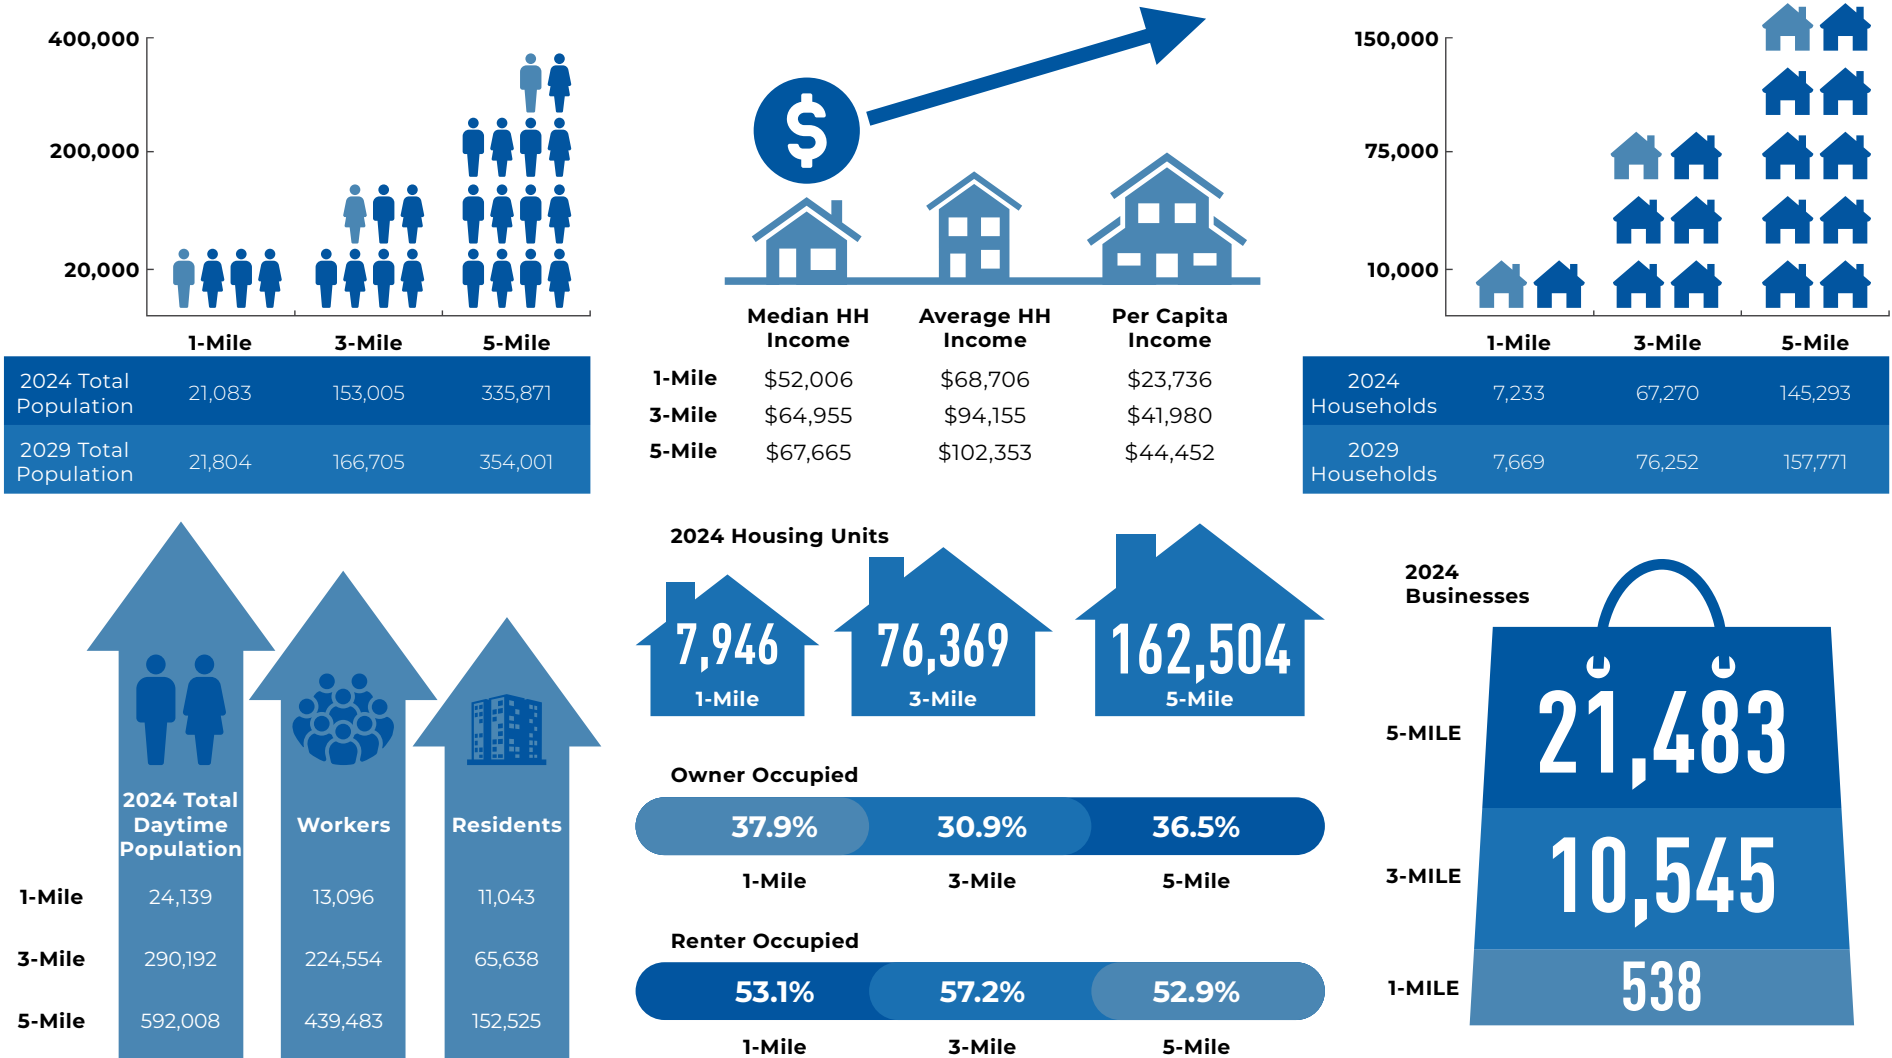 400,000
200,000
20,000
1-Mile 3-Mile 5-Mile
2024 Total
Population
21,083 153,005 335,871
2029 Total
Population
21,804 166,705 354,001
$
Median HH
Income
Average HH
Income
Per Capita
Income
1-Mile $52,006 $68,706 $23,736
3-Mile $64,955 $94,155 $41,980
5-Mile $67,665 $102,353 $44,452
150,000
75,000
10,000
1-Mile 3-Mile 5-Mile
2024
Households
7,233 67,270 145,293
2029
Households
7,669 76,252 157,771
2024 Total
Daytime
Population
Workers
Residents
1-Mile 24,139 13,096 11,043
3-Mile 290,192 224,554 65,638
5-Mile 592,008 439,483 152,525
2024 Housing Units
7,946
1-Mile
76,369
3-Mile
162,504
5-Mile
Owner Occupied
37.9% 30.9% 36.5%
1-Mile 3-Mile 5-Mile
Renter Occupied
53.1% 57.2% 52.9%
1-Mile 3-Mile 5-Mile
2024
Businesses
5-MILE 21,483
3-MILE 10,545
1-MILE 538